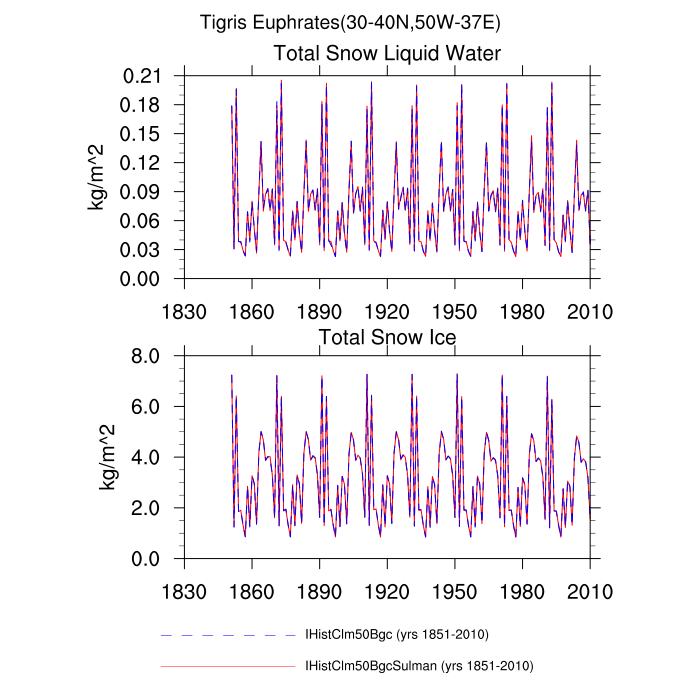 Tigris Euphrates(30-40N,50W-37E)
Total Snow Liquid Water
0.21
0.18
0.15
0.12
0.09
0.06
0.03
0.00
kg/m^2
1830 1860 1890 1920 1950 1980 2010
Total Snow Ice
8.0
6.0
4.0
2.0
0.0
kg/m^2
1830 1860 1890 1920 1950 1980 2010
IHistClm50Bgc (yrs 1851-2010)
IHistClm50BgcSulman (yrs 1851-2010)